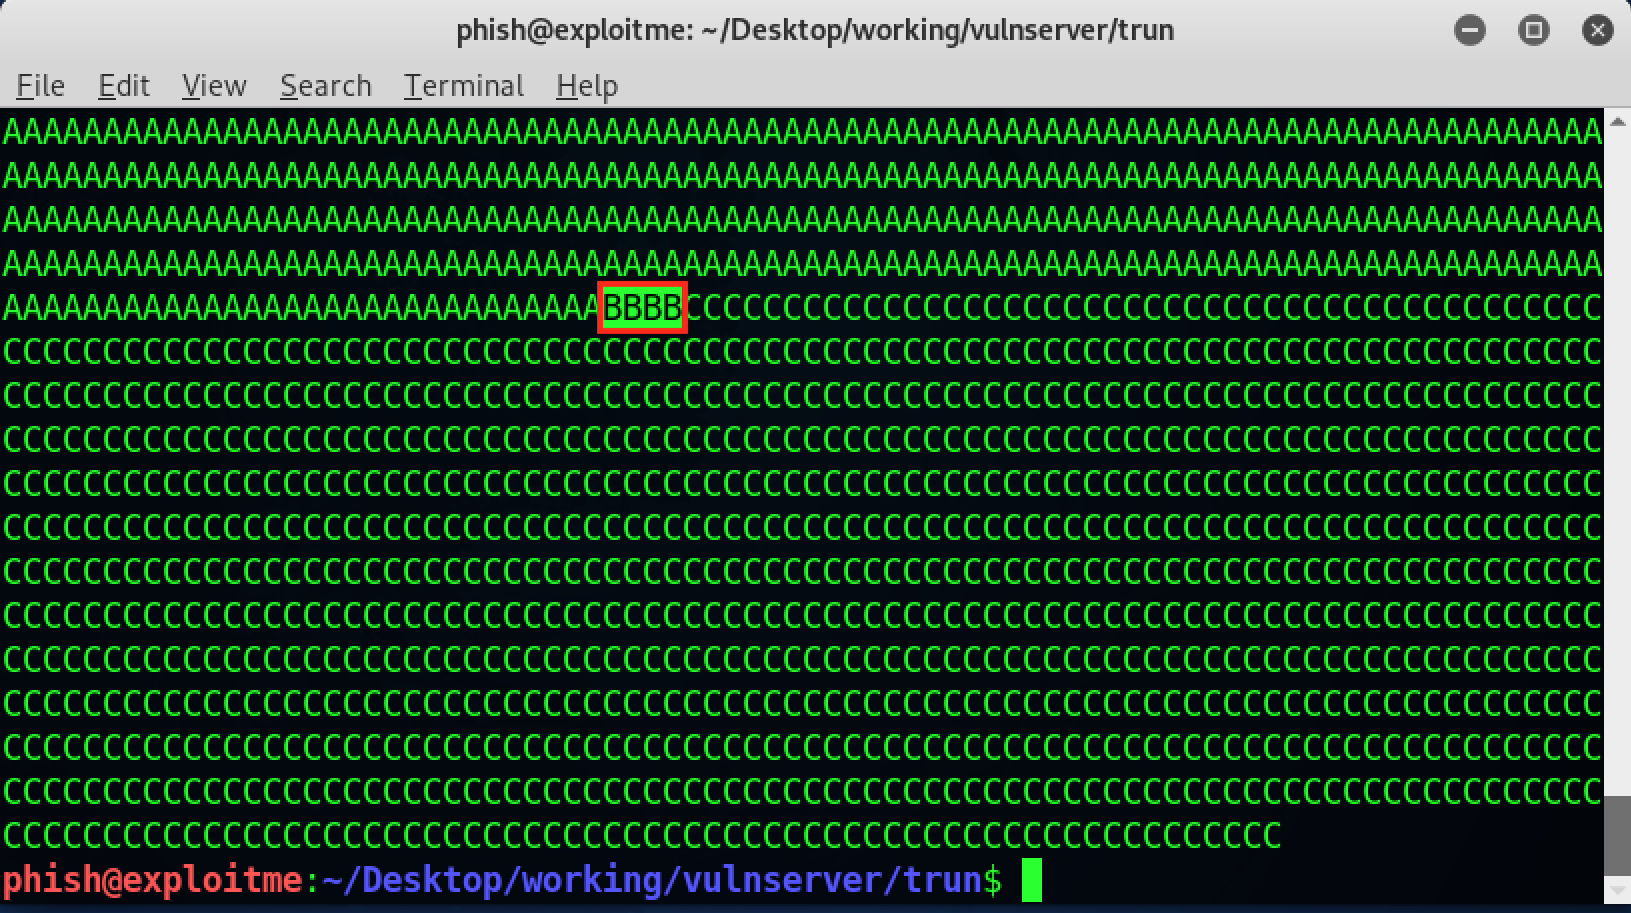 phish@exploitme: ~/Desktop/working/vulnserver/trun
File Edit View Search Terminal Help
AAAAAAAAAAAAAAAAAAAAAAAAAAAAAAAAAAAAAAAAAAAAAAAAAAAAAAAAAAAAAAAAAAAAAAAAAAAAAAAA
AAAAAAAAAAAAAAAAAAAAAAAAAAAAAAAAAAAAAAAAAAAAAAAAAAAAAAAAAAAAAAAAAAAAAAAAAAAAAAAA
AAAAAAAAAAAAAAAAAAAAAAAAAAAAAAAAAAAAAAAAAAAAAAAAAAAAAAAAAAAAAAAAAAAAAAAAAAAAAAAA
AAAAAAAAAAAAAAAAAAAAAAAAAAAAAAAAAAAAAAAAAAAAAAAAAAAAAAAAAAAAAAAAAAAAAAAAAAAAAAAA
AAAAAAAAAAAAAAAAAAAAAAAAAAAAAABBBBCCCCCCCCCCCCCCCCCCCCCCCCCCCCCCCCCCCCCCCCCCCCCC
CCCCCCCCCCCCCCCCCCCCCCCCCCCCCCCCCCCCCCCCCCCCCCCCCCCCCCCCCCCCCCCCCCCCCCCCCCCCCCCC
CCCCCCCCCCCCCCCCCCCCCCCCCCCCCCCCCCCCCCCCCCCCCCCCCCCCCCCCCCCCCCCCCCCCCCCCCCCCCCCC
CCCCCCCCCCCCCCCCCCCCCCCCCCCCCCCCCCCCCCCCCCCCCCCCCCCCCCCCCCCCCCCCCCCCCCCCCCCCCCCC
CCCCCCCCCCCCCCCCCCCCCCCCCCCCCCCCCCCCCCCCCCCCCCCCCCCCCCCCCCCCCCCCCCCCCCCCCCCCCCCC
CCCCCCCCCCCCCCCCCCCCCCCCCCCCCCCCCCCCCCCCCCCCCCCCCCCCCCCCCCCCCCCCCCCCCCCCCCCCCCCC
CCCCCCCCCCCCCCCCCCCCCCCCCCCCCCCCCCCCCCCCCCCCCCCCCCCCCCCCCCCCCCCCCCCCCCCCCCCCCCCC
CCCCCCCCCCCCCCCCCCCCCCCCCCCCCCCCCCCCCCCCCCCCCCCCCCCCCCCCCCCCCCCCCCCCCCCCCCCCCCCC
CCCCCCCCCCCCCCCCCCCCCCCCCCCCCCCCCCCCCCCCCCCCCCCCCCCCCCCCCCCCCCCCCCCCCCCCCCCCCCCC
CCCCCCCCCCCCCCCCCCCCCCCCCCCCCCCCCCCCCCCCCCCCCCCCCCCCCCCCCCCCCCCCCCCCCCCCCCCCCCCC
CCCCCCCCCCCCCCCCCCCCCCCCCCCCCCCCCCCCCCCCCCCCCCCCCCCCCCCCCCCCCCCCCCCCCCCCCCCCCCCC
CCCCCCCCCCCCCCCCCCCCCCCCCCCCCCCCCCCCCCCCCCCCCCCCCCCCCCCCCCCCCCCCCCCCCCCCCCCCCCCC
CCCCCCCCCCCCCCCCCCCCCCCCCCCCCCCCCCCCCCCCCCCCCCCCCCCCCCCCCCCCCCCC
phish@exploitme:~/Desktop/working/vulnserver/trun$